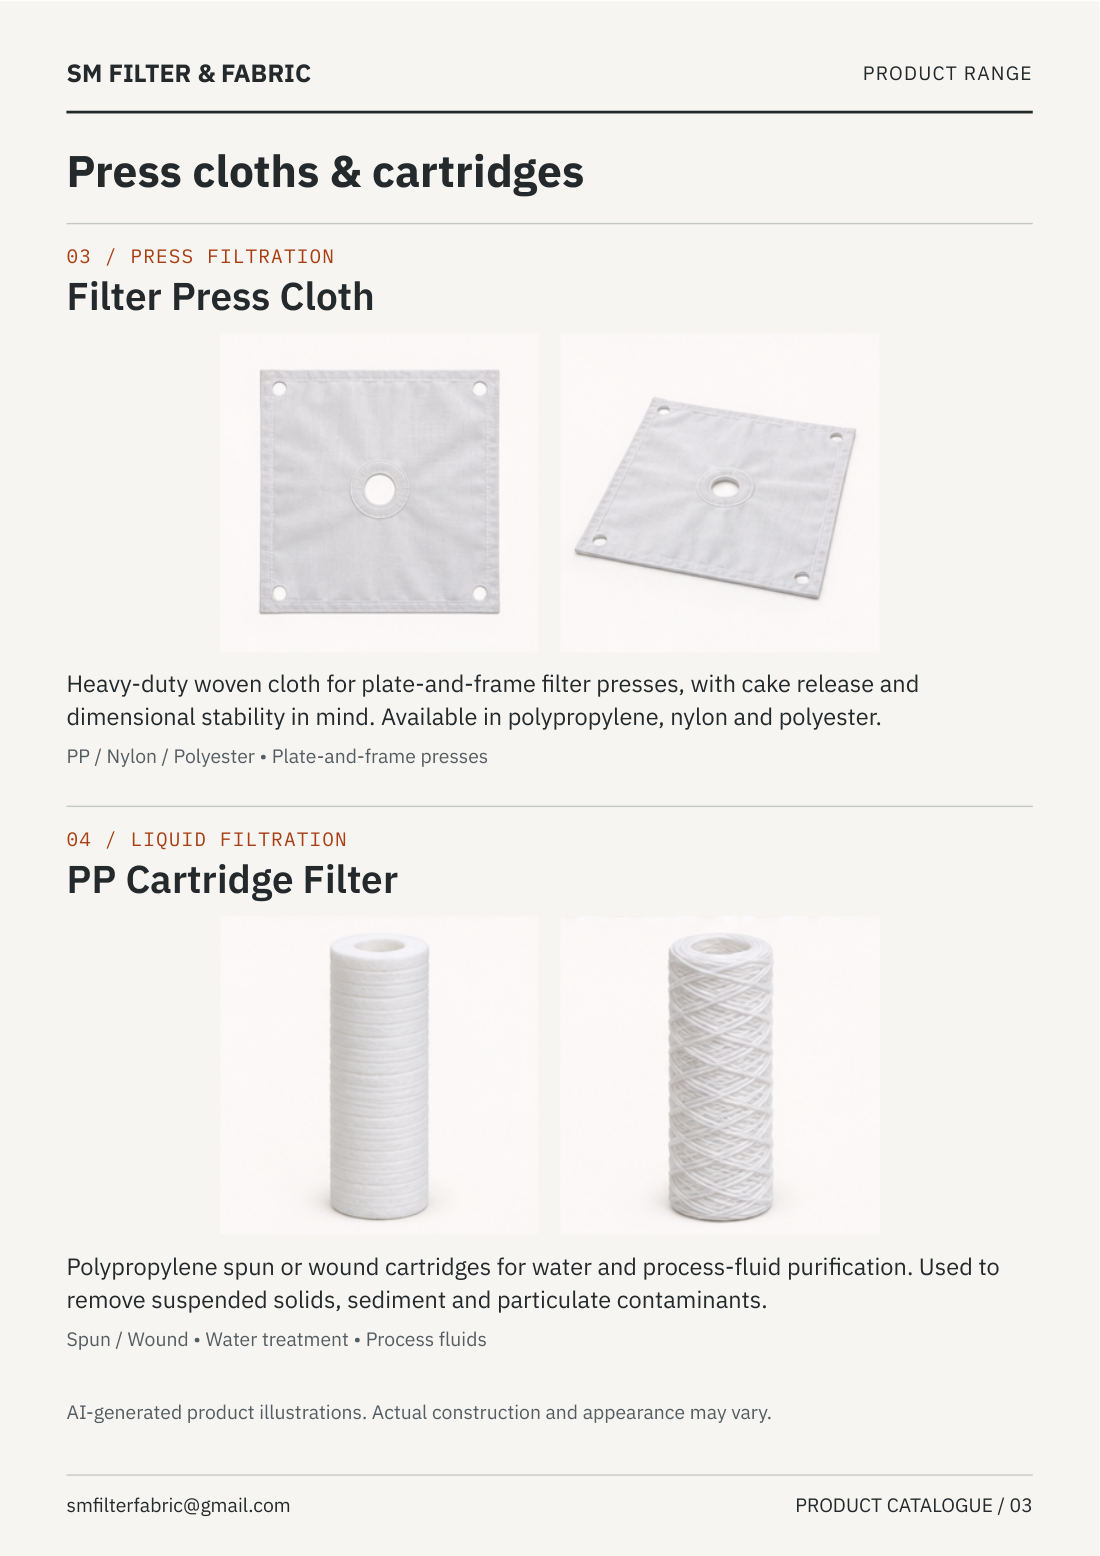 SM FILTER & FABRIC
PRODUCT RANGE
Press cloths & cartridges
03 / PRESS FILTRATION
Filter Press Cloth
Heavy-duty woven cloth for plate-and-frame filter presses, with cake release and
dimensional stability in mind. Available in polypropylene, nylon and polyester.
PP / Nylon / Polyester • Plate-and-frame presses
04 / LIQUID FILTRATION
PP Cartridge Filter
Polypropylene spun or wound cartridges for water and process-fluid purification. Used to
remove suspended solids, sediment and particulate contaminants.
Spun / Wound • Water treatment • Process fluids
AI-generated product illustrations. Actual construction and appearance may vary.
smfilterfabric@gmail.com
PRODUCT CATALOGUE / 03